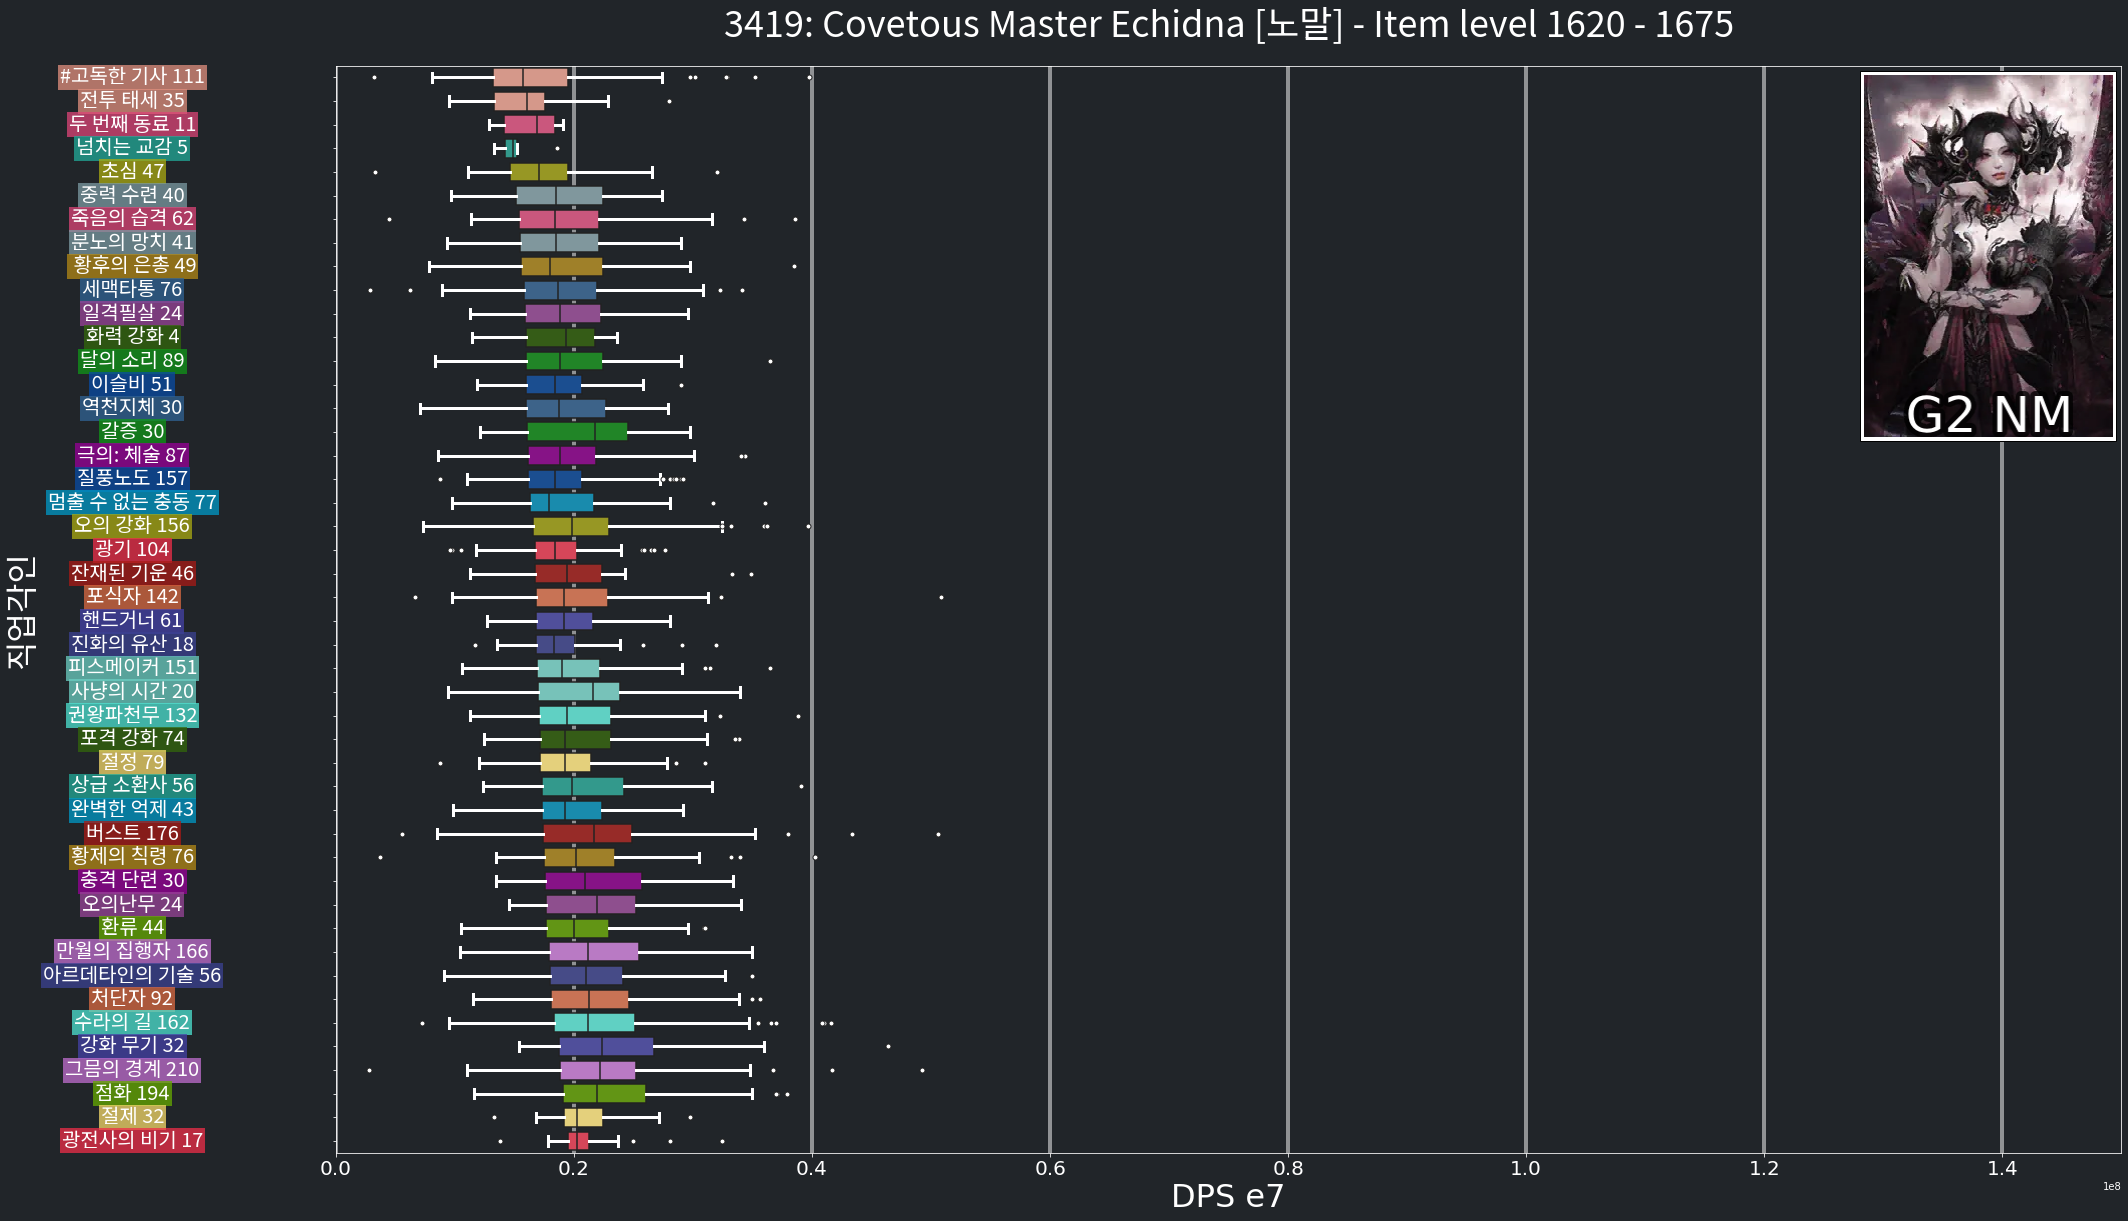 3419: Covetous Master Echidna [노말] - Item level 1620 - 1675
#고독한 기사 111
전투 태세 35
두 번째 동료 11
넘치는 교감 5
초심 47
중력 수련 40
죽음의 습격 62
분노의 망치 41
황후의 은총 49
세맥타통 76
일격필살 24
화력 강화 4
달의 소리 89
이슬비 51
역천지체 30
갈증 30
극의: 체술 87
질풍노도 157
멈출 수 없는 충동 77
오의 강화 156
광기 104
잔재된 기운 46
포식자 142
핸드거너 61
진화의 유산 18
피스메이커 151
사냥의 시간 20
권왕파천무 132
포격 강화 74
절정 79
상급 소환사 56
완벽한 억제 43
버스트 176
황제의 칙령 76
충격 단련 30
오의난무 24
환류 44
만월의 집행자 166
아르데타인의 기술 56
처단자 92
수라의 길 162
강화 무기 32
그믐의 경계 210
점화 194
절제 32
광전사의 비기 17
직업각인
G2 NM
0.0 0.2 0.4 0.6 0.8 1.0 1.2 1.4
1e8
DPS e7